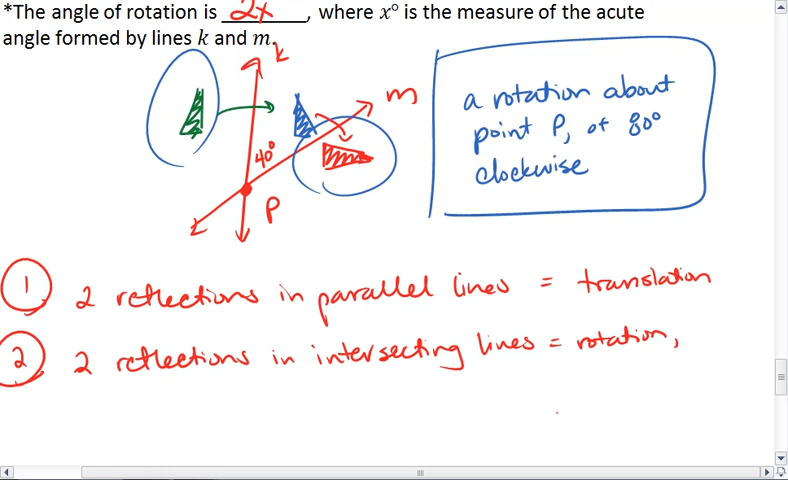 *The angle of rotation is 2x, where x° is the measure of the acute
angle formed by lines k and m.
k
m
40°
P
a rotation about
point P, of 80°
clockwise
1 2 reflections in parallel lines = translation
2 2 reflections in intersecting lines = rotation,